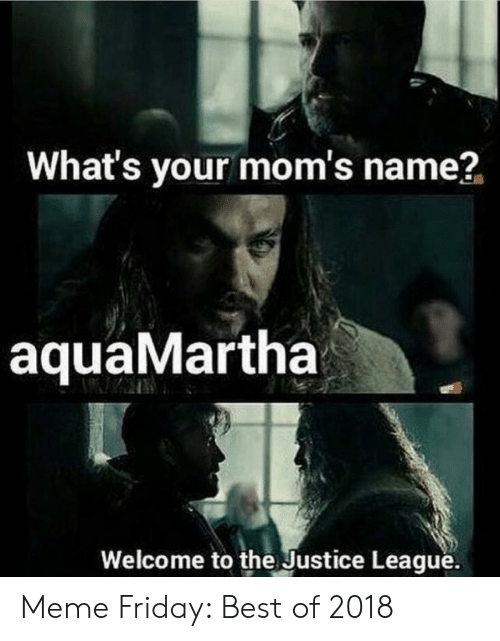 What's your mom's name?
aquaMartha
Welcome to the Justice League.
Meme Friday: Best of 2018